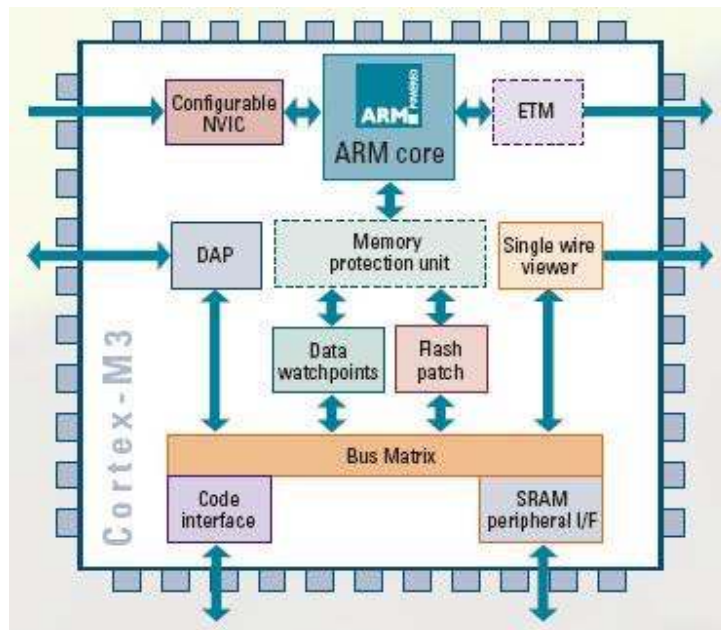 Configurable
NVIC
ARM
POWERED
ARM core
ETM
DAP
Memory
protection unit
Single wire
viewer
Data
watchpoints
Flash
patch
Cortex-M3
Bus Matrix
Code
interface
SRAM
peripheral I/F